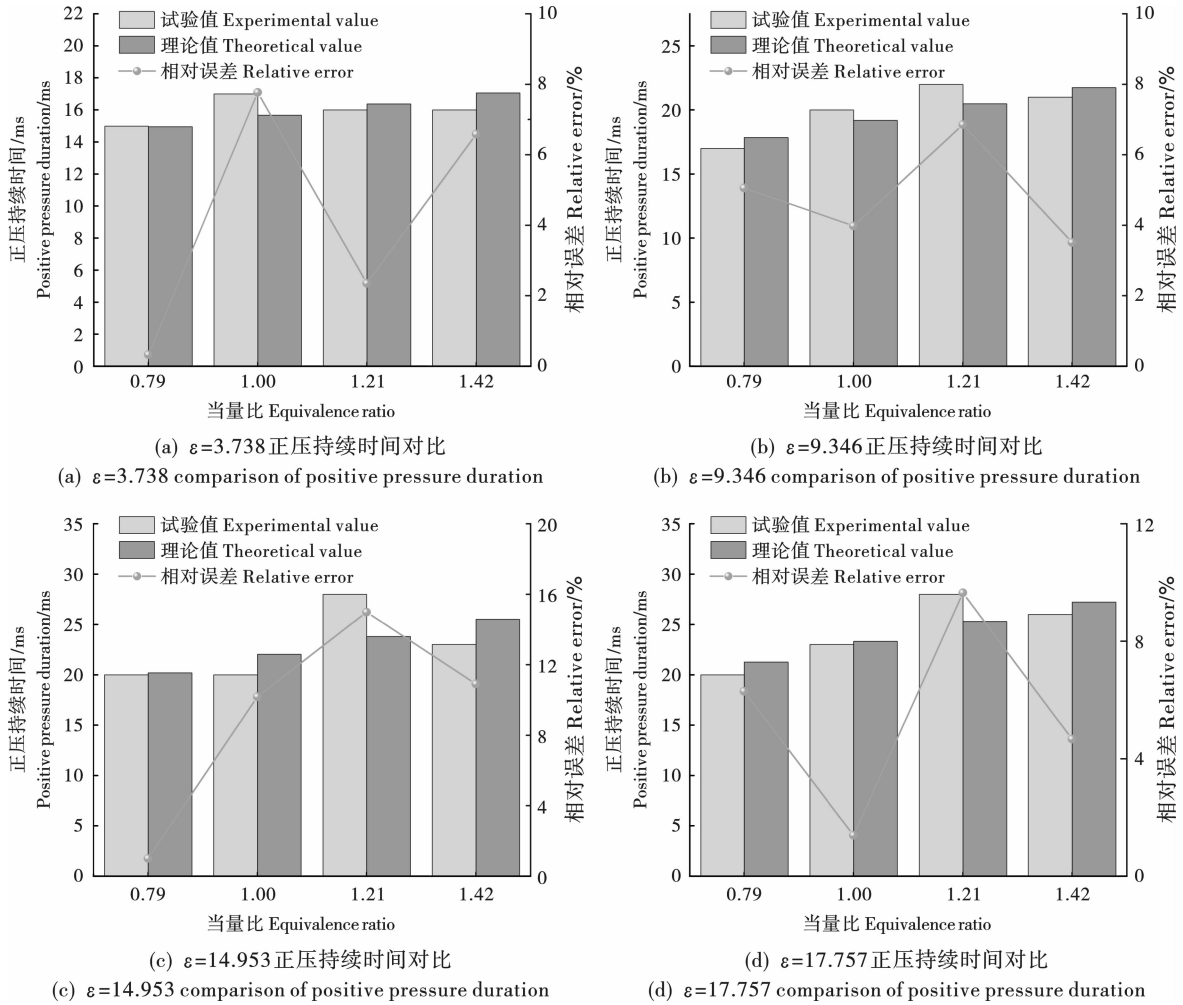 22
20
18
16
14
12
10
8
6
4
2
0
正压持续时间/ms
Positive pressure duration/ms
试验值 Experimental value
理论值 Theoretical value
相对误差 Relative error
10
8
6
4
2
0
相对误差 Relative error/%
0.79 1.00 1.21 1.42
当量比 Equivalence ratio
(a) ε=3.738正压持续时间对比
(a) ε=3.738 comparison of positive pressure duration
25
20
15
10
5
0
正压持续时间/ms
Positive pressure duration/ms
试验值 Experimental value
理论值 Theoretical value
相对误差 Relative error
10
8
6
4
2
0
相对误差 Relative error/%
0.79 1.00 1.21 1.42
当量比 Equivalence ratio
(b) ε=9.346正压持续时间对比
(b) ε=9.346 comparison of positive pressure duration
35
30
25
20
15
10
5
0
正压持续时间/ms
Positive pressure duration/ms
试验值 Experimental value
理论值 Theoretical value
相对误差 Relative error
20
16
12
8
4
0
相对误差 Relative error/%
0.79 1.00 1.21 1.42
当量比 Equivalence ratio
(c) ε=14.953正压持续时间对比
(c) ε=14.953 comparison of positive pressure duration
35
30
25
20
15
10
5
0
正压持续时间/ms
Positive pressure duration/ms
试验值 Experimental value
理论值 Theoretical value
相对误差 Relative error
12
8
4
0
相对误差 Relative error/%
0.79 1.00 1.21 1.42
当量比 Equivalence ratio
(d) ε=17.757正压持续时间对比
(d) ε=17.757 comparison of positive pressure duration